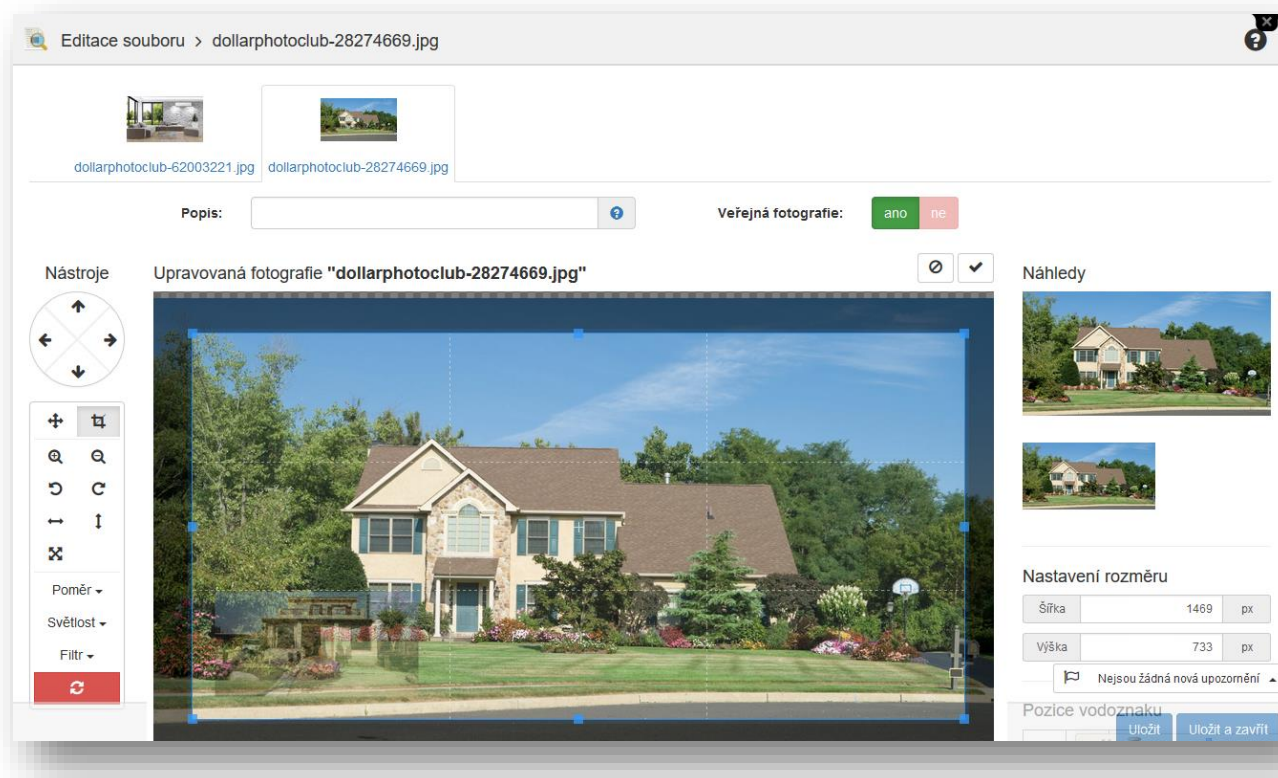 Editace souboru > dollarphotoclub-28274669.jpg
dollarphotoclub-62003221.jpg
dollarphotoclub-28274669.jpg
Popis:
Veřejná fotografie:
ano
ne
Nástroje
Upravovaná fotografie "dollarphotoclub-28274669.jpg"
Náhledy
Poměr
Světlost
Filtr
Nastavení rozměru
Šířka 1469 px
Výška 733 px
Nejsou žádná nová upozornění
Pozice vodoznaku
Uložit
Uložit a zavřít